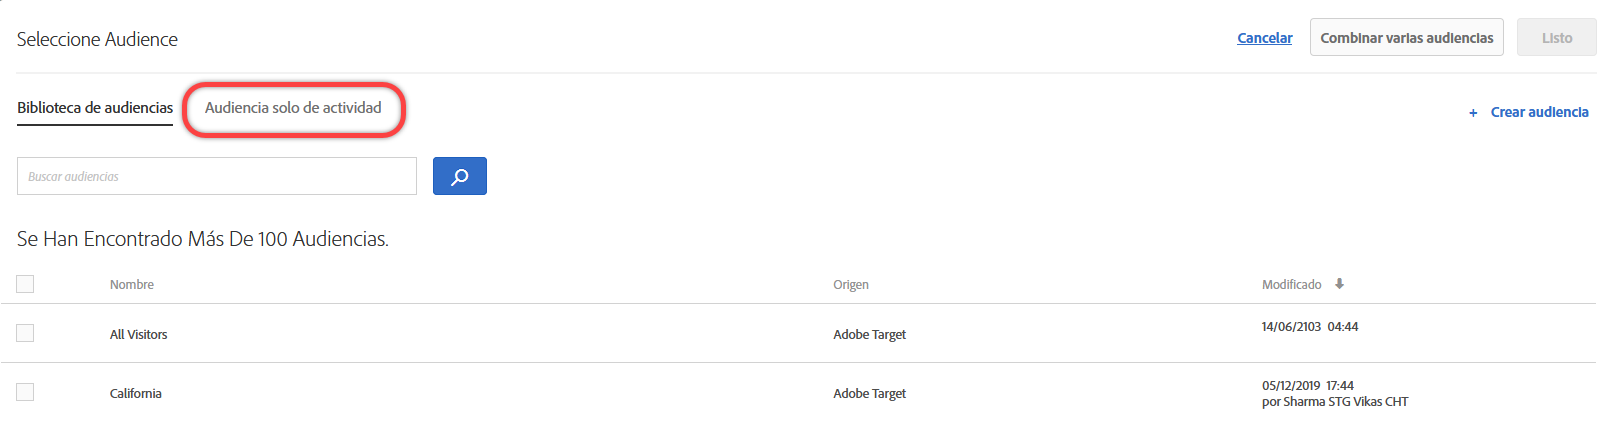 Seleccione Audience
Cancelar
Combinar varias audiencias
Listo
Biblioteca de audiencias
Audiencia solo de actividad
+ Crear audiencia
Buscar audiencias
Se Han Encontrado Más De 100 Audiencias.
Nombre
Origen
Modificado
All Visitors
Adobe Target
14/06/2103 04:44
California
Adobe Target
05/12/2019 17:44
por Sharma STG Vikas CHT